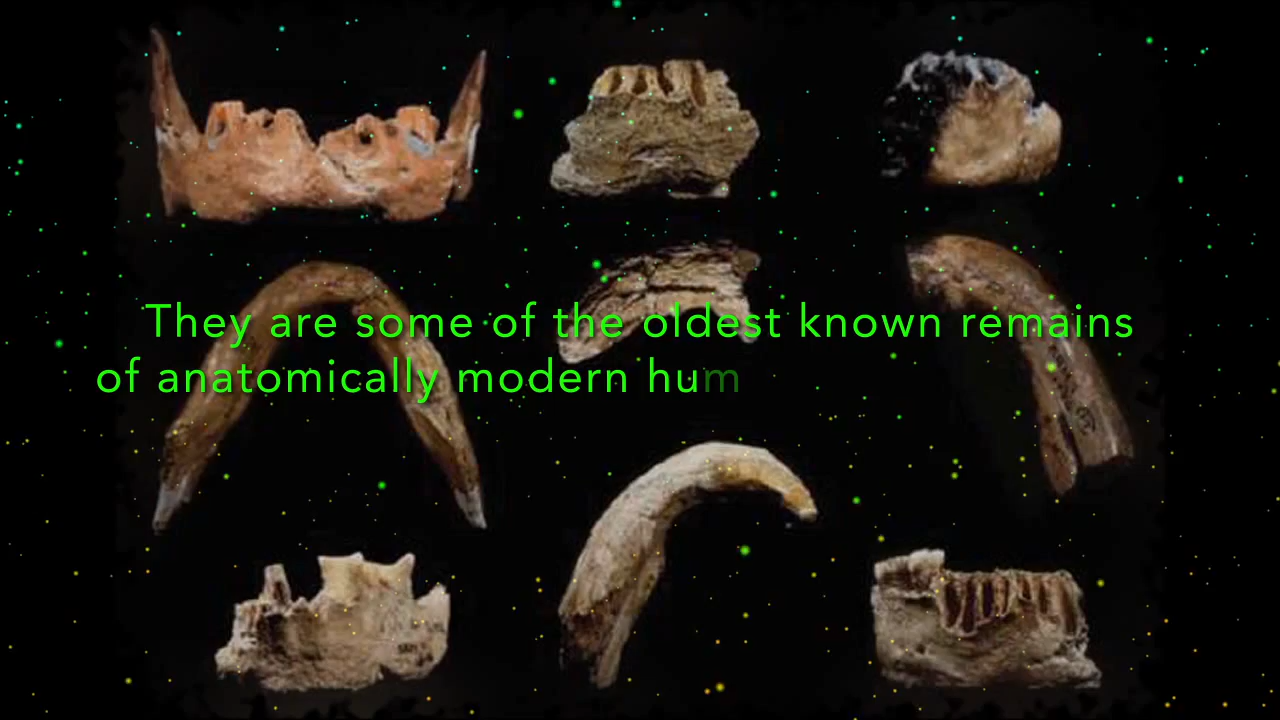 They are some of the oldest known remains
of anatomically modern hum